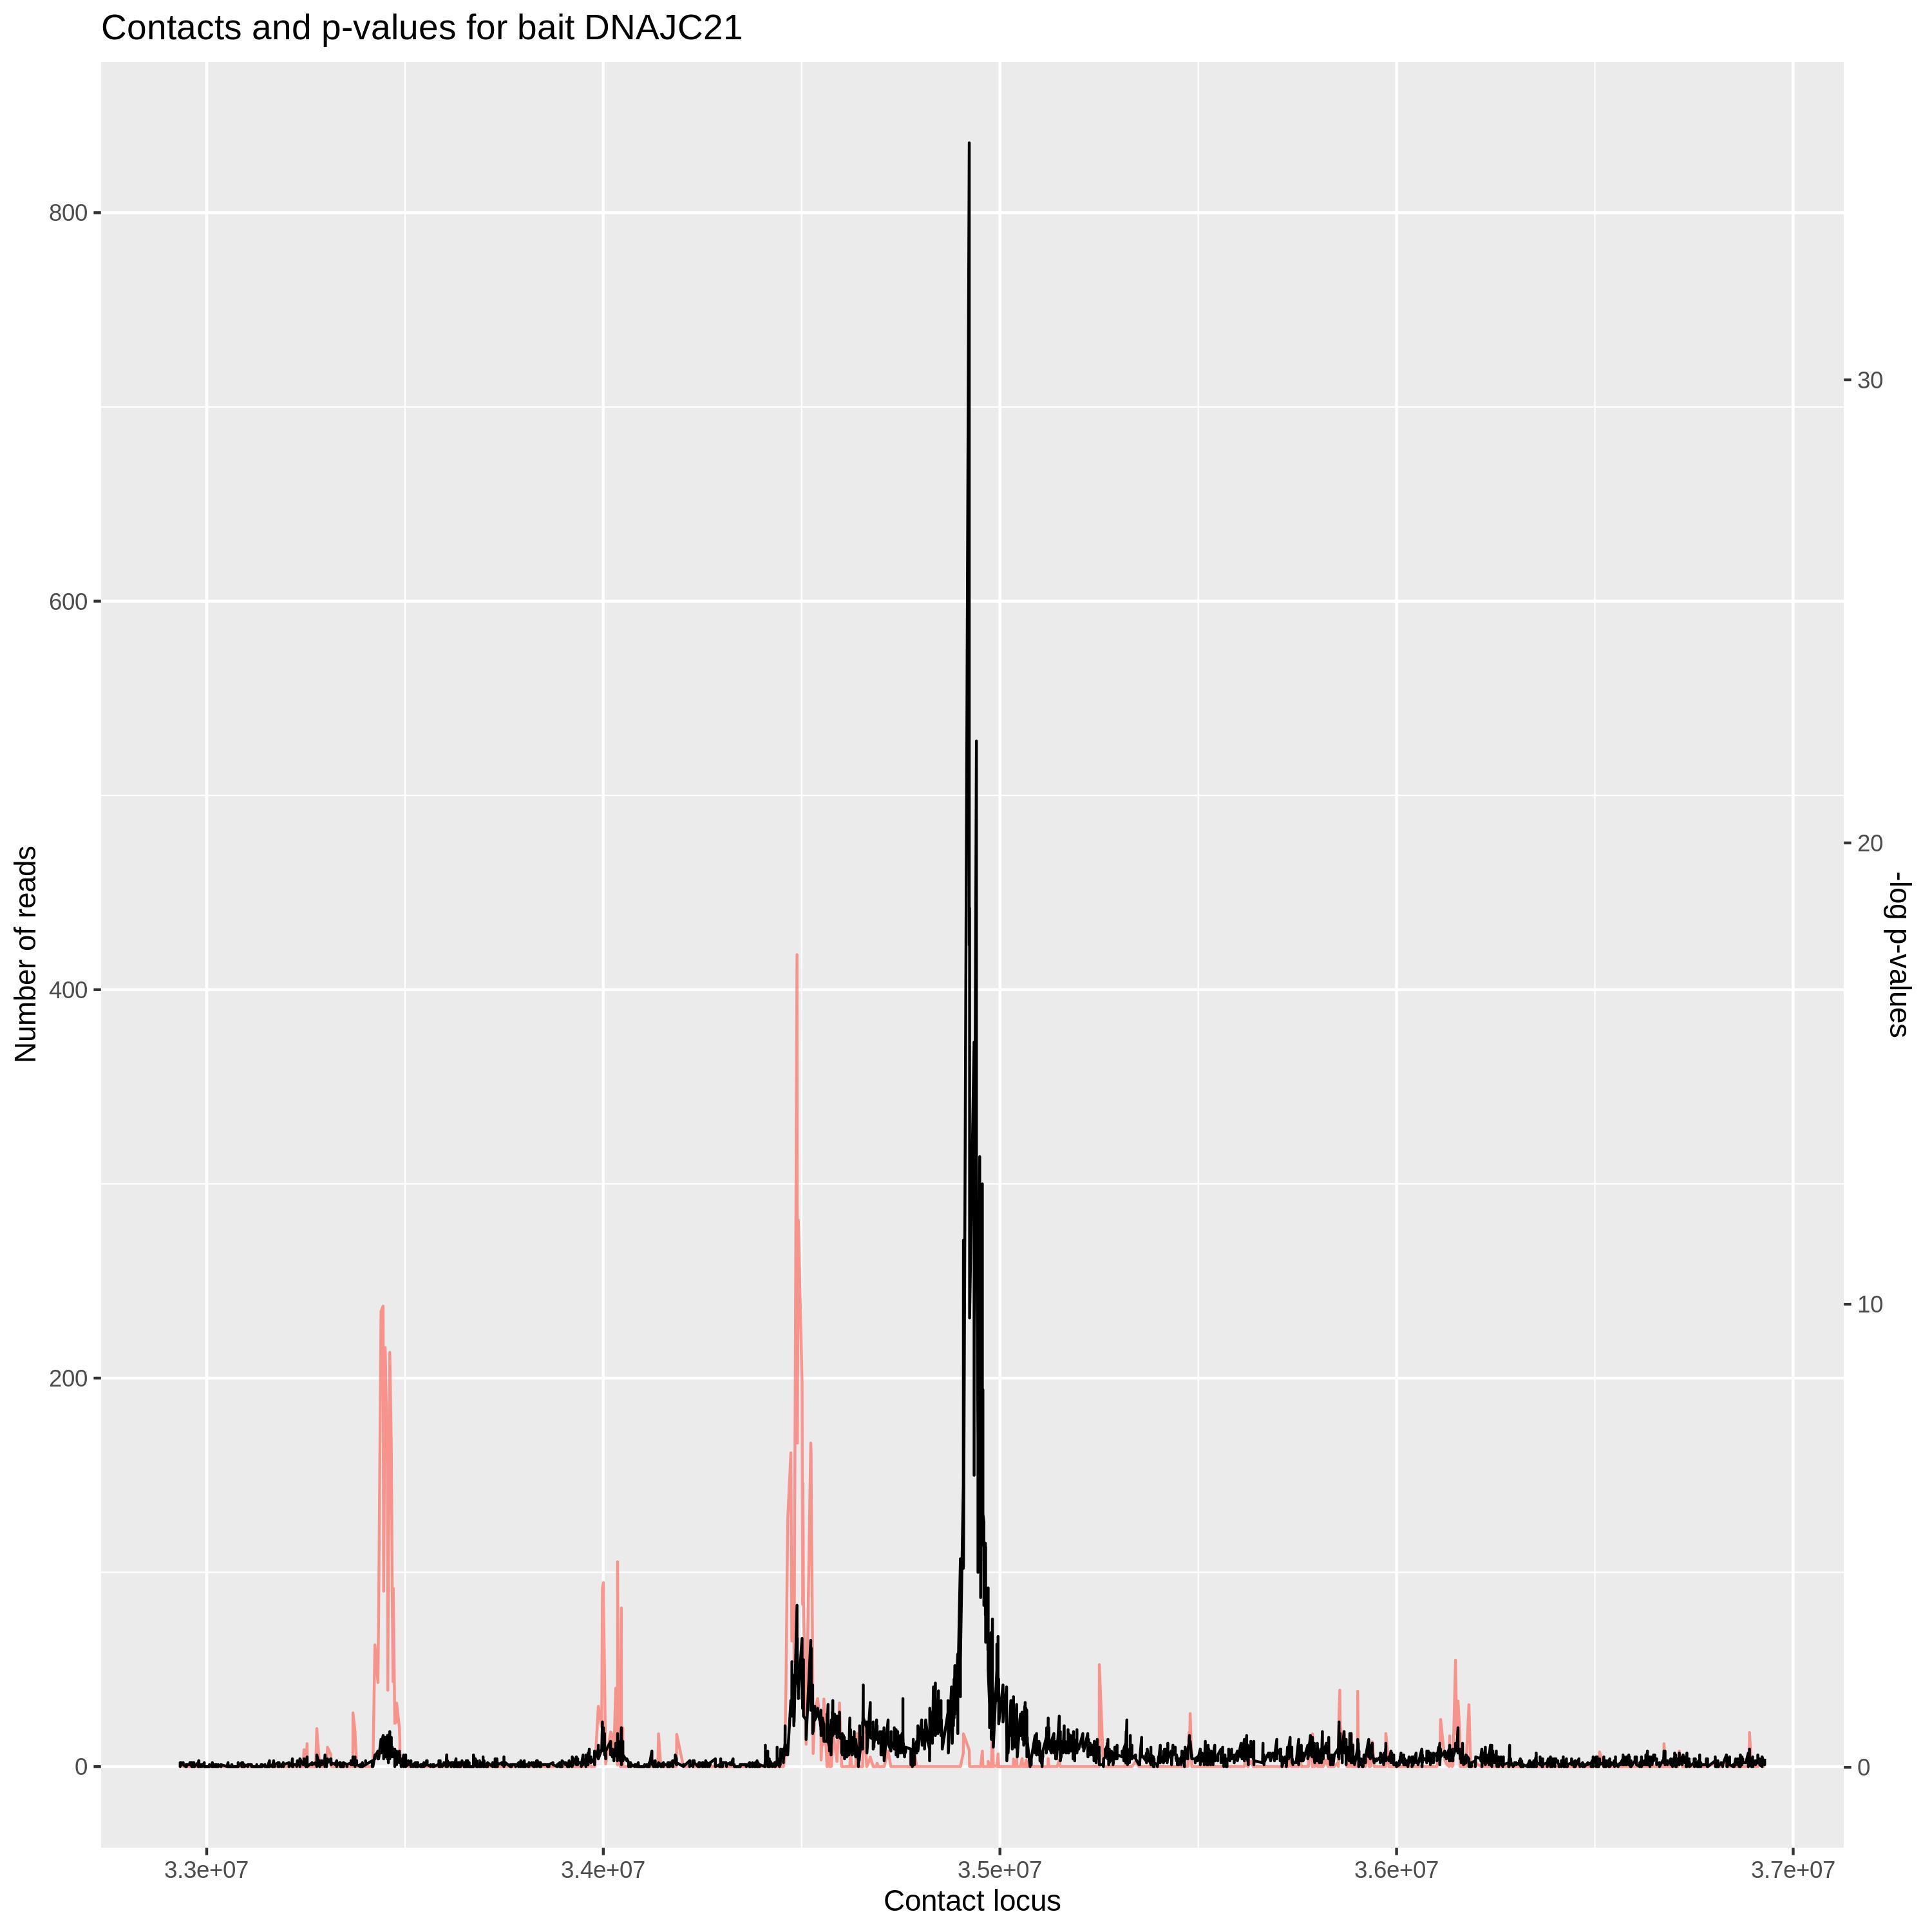 Contacts and p-values for bait DNAJC21
800
600
400
200
0
Number of reads
30
20
10
0
-log p-values
3.3e+07 3.4e+07 3.5e+07 3.6e+07 3.7e+07
Contact locus